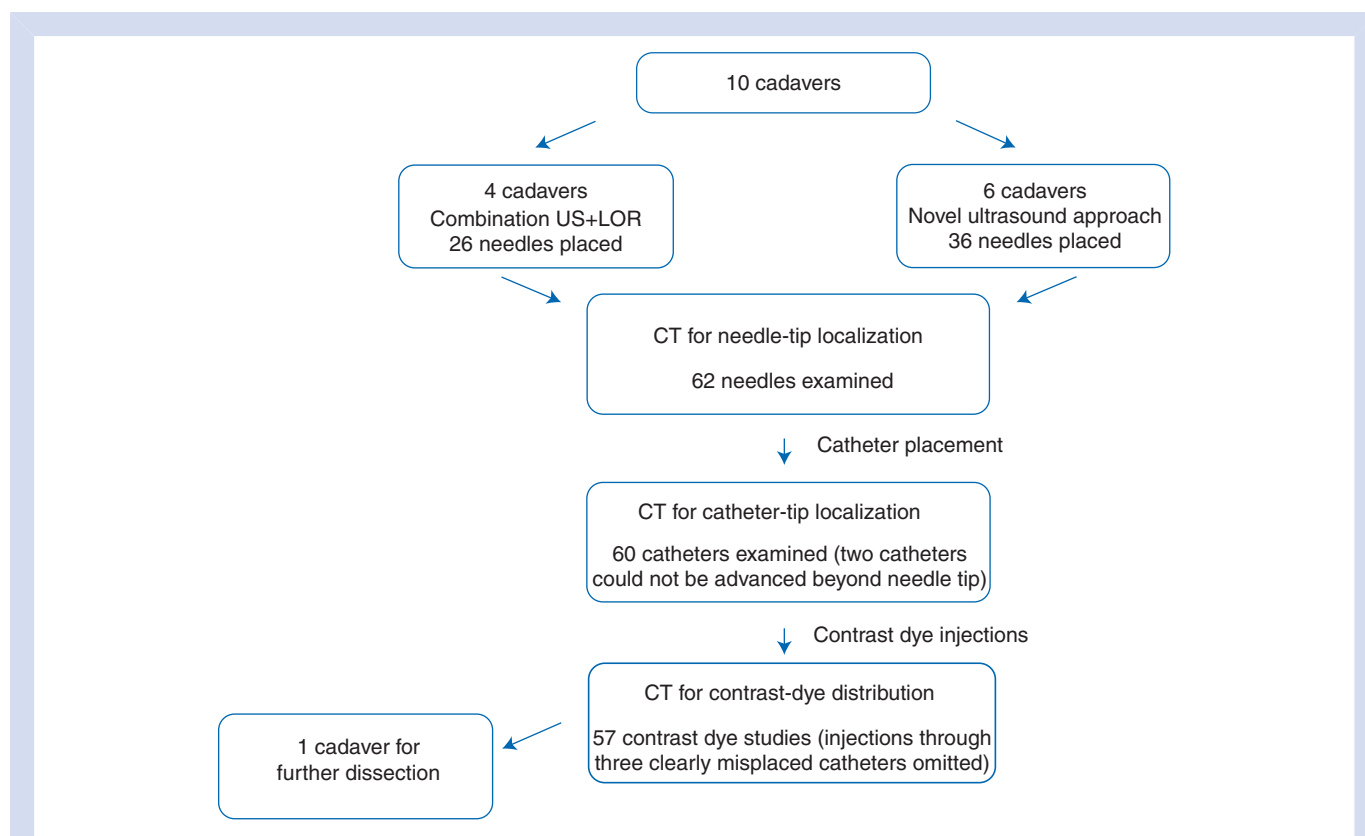 10 cadavers
4 cadavers
Combination US+LOR
26 needles placed
6 cadavers
Novel ultrasound approach
36 needles placed
CT for needle-tip localization
62 needles examined
Catheter placement
CT for catheter-tip localization
60 catheters examined (two catheters
could not be advanced beyond needle tip)
Contrast dye injections
CT for contrast-dye distribution
57 contrast dye studies (injections through
three clearly misplaced catheters omitted)
1 cadaver for
further dissection